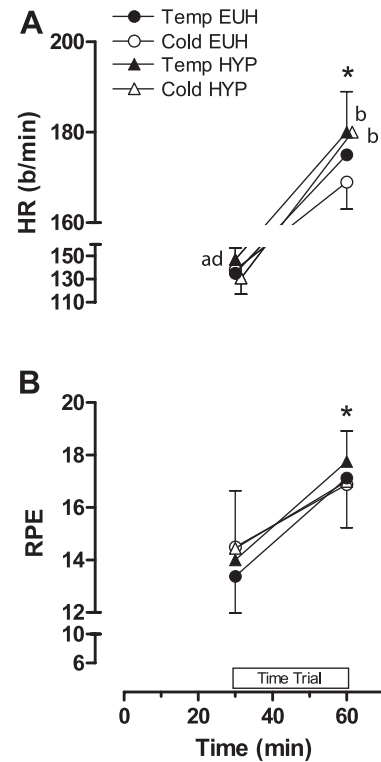 A
Temp EUH
Cold EUH
Temp HYP
Cold HYP
HR (b/min)
200
180
160
150
130
110
*
b
b
ad
B
RPE
20
18
16
14
12
10
6
*
Time Trial
0 20 40 60
Time (min)